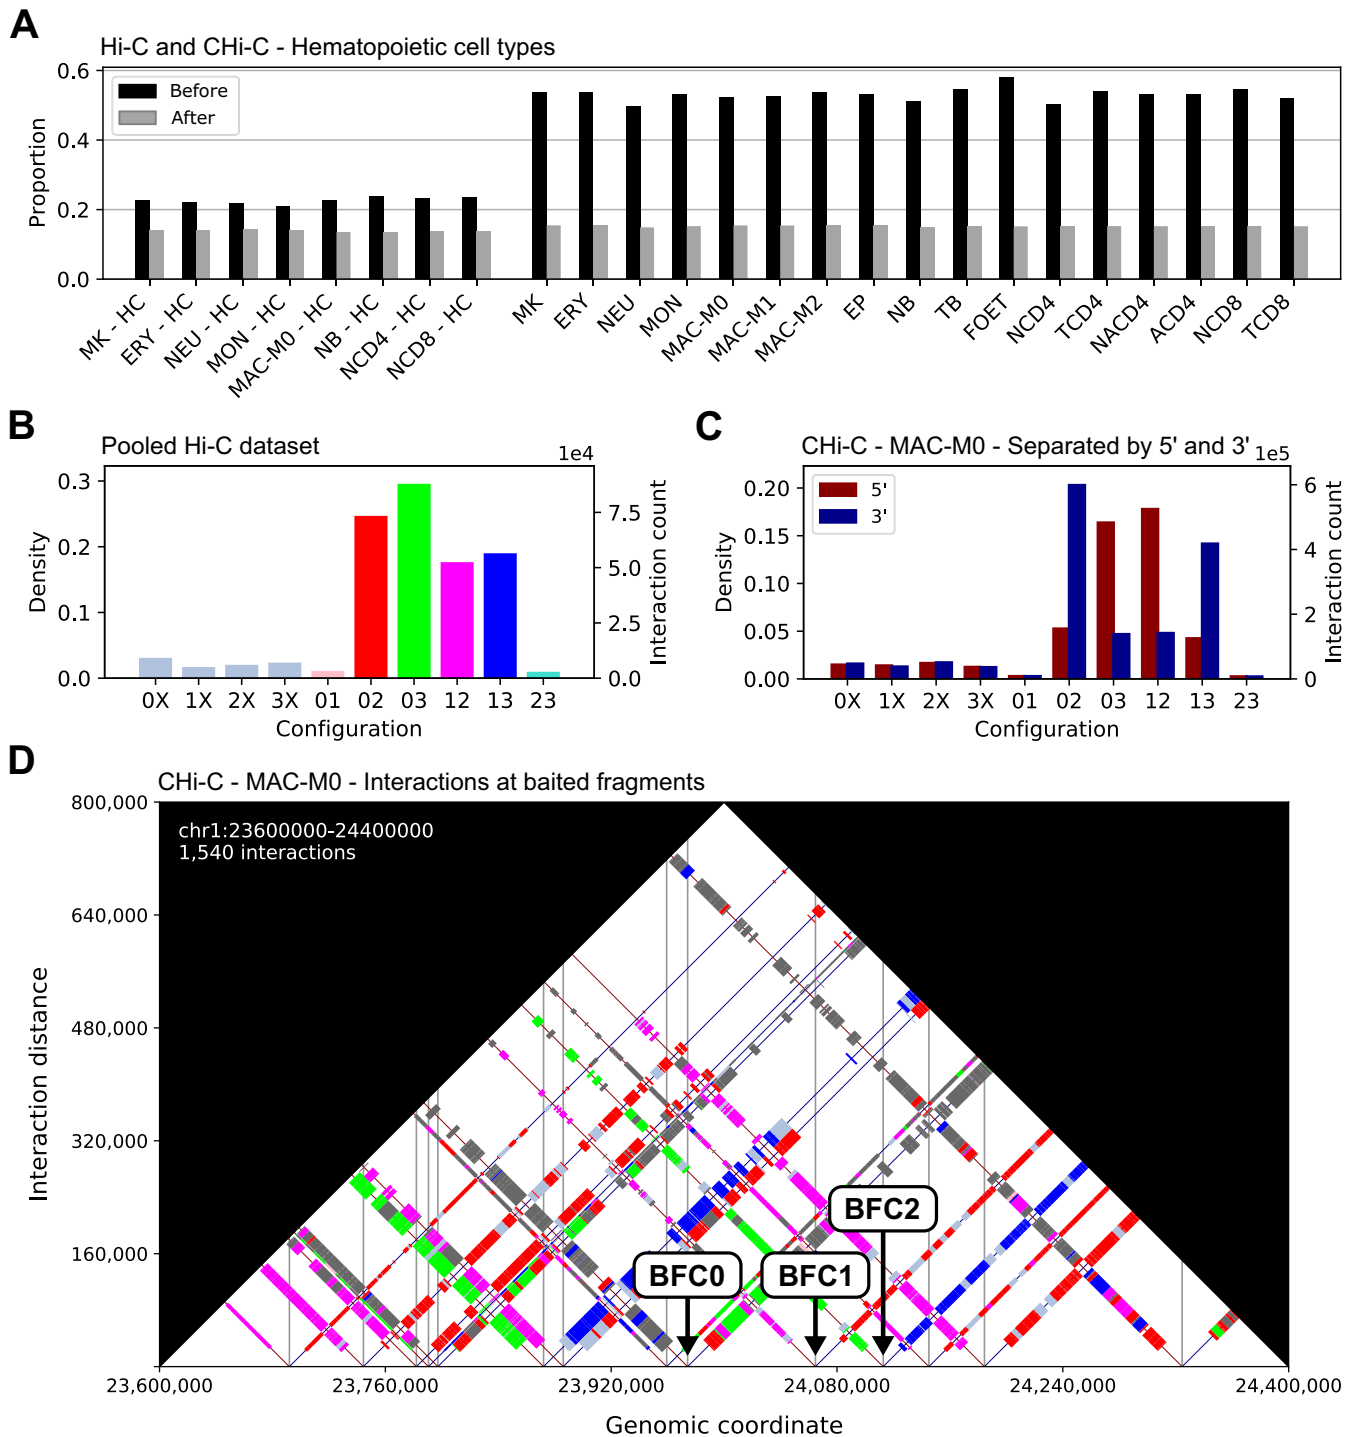 A
Hi-C and CHi-C - Hematopoietic cell types
Proportion
0.6
0.4
0.2
0.0
Before
After
MK - HC
ERY - HC
NEU - HC
MON - HC
MAC-M0 - HC
NB - HC
NCD4 - HC
NCD8 - HC
MK
ERY
NEU
MON
MAC-M0
MAC-M1
MAC-M2
EP
NB
TB
FOET
NCD4
TCD4
NACD4
ACD4
NCD8
TCD8
B
Pooled Hi-C dataset
1e4
Density
0.3
0.2
0.1
0.0
7.5
5.0
2.5
0.0
Interaction count
0X 1X 2X 3X 01 02 03 12 13 23
Configuration
C
CHi-C - MAC-M0 - Separated by 5' and 3'
1e5
Density
0.20
0.15
0.10
0.05
0.00
5'
3'
6
4
2
0
Interaction count
0X 1X 2X 3X 01 02 03 12 13 23
Configuration
D
CHi-C - MAC-M0 - Interactions at baited fragments
Interaction distance
800,000
640,000
480,000
320,000
160,000
chr1:23600000-24400000
1,540 interactions
BFC0
BFC1
BFC2
23,600,000 23,760,000 23,920,000 24,080,000 24,240,000 24,400,000
Genomic coordinate